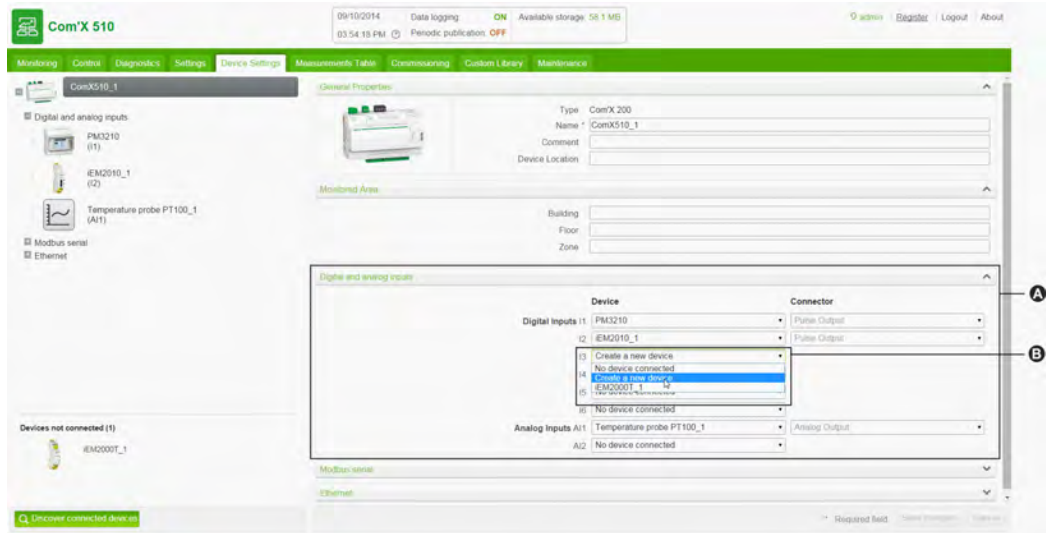 Com'X 510
09/10/2014 Data logging ON Available storage: 58.1 MB
03:54:18 PM Periodic publication: OFF
admin Register Logout About
Monitoring Control Diagnostics Settings Device Settings Measurements Table Commissioning Custom Library Maintenance
ComX510_1
Digital and analog inputs
PM3210
(I1)
iEM2010_1
(I2)
Temperature probe PT100_1
(AI1)
Modbus serial
Ethernet
Devices not connected (1)
iEM2000T_1
Discover connected devices
General Properties
Type Com'X 200
Name * ComX510_1
Comment
Device Location
Monitored Area
Building
Floor
Zone
Digital and analog inputs
Device Connector
Digital Inputs I1 PM3210 Pulse Output
I2 iEM2010_1 Pulse Output
I3 Create a new device
No device connected
I4 Create a new device
iEM2000T_1
I5 No device connected
I6 No device connected
Analog Inputs AI1 Temperature probe PT100_1 Analog Output
AI2 No device connected
Modbus serial
Ethernet
* Required field
A
B